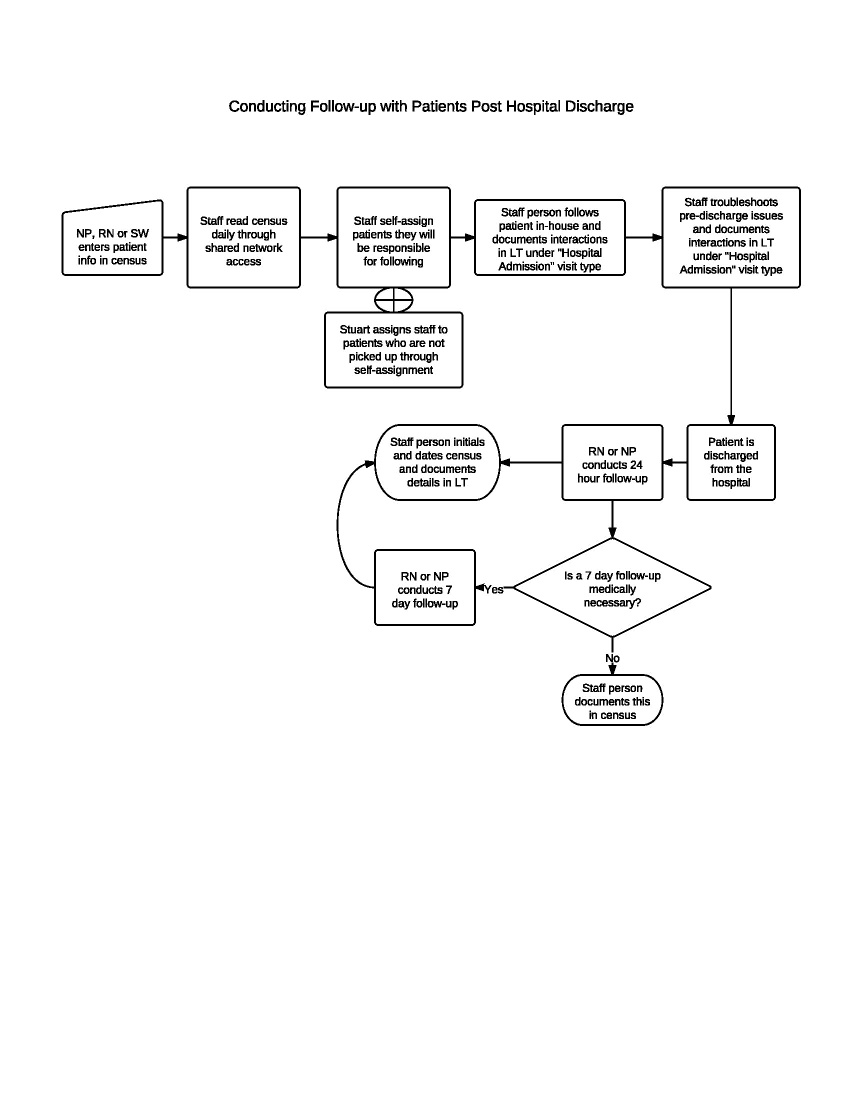 Conducting Follow-up with Patients Post Hospital Discharge
NP, RN or SW
enters patient
info in census
Staff read census
daily through
shared network
access
Staff self-assign
patients they will
be responsible
for following
Staff person follows
patient in-house and
documents interactions
in LT under "Hospital
Admission" visit type
Staff troubleshoots
pre-discharge issues
and documents
interactions in LT
under "Hospital
Admission" visit type
Stuart assigns staff to
patients who are not
picked up through
self-assignment
Staff person initials
and dates census
and documents
details in LT
RN or NP
conducts 24
hour follow-up
Patient is
discharged
from the
hospital
RN or NP
conducts 7
day follow-up
Yes
Is a 7 day follow-up
medically
necessary?
No
Staff person
documents this
in census